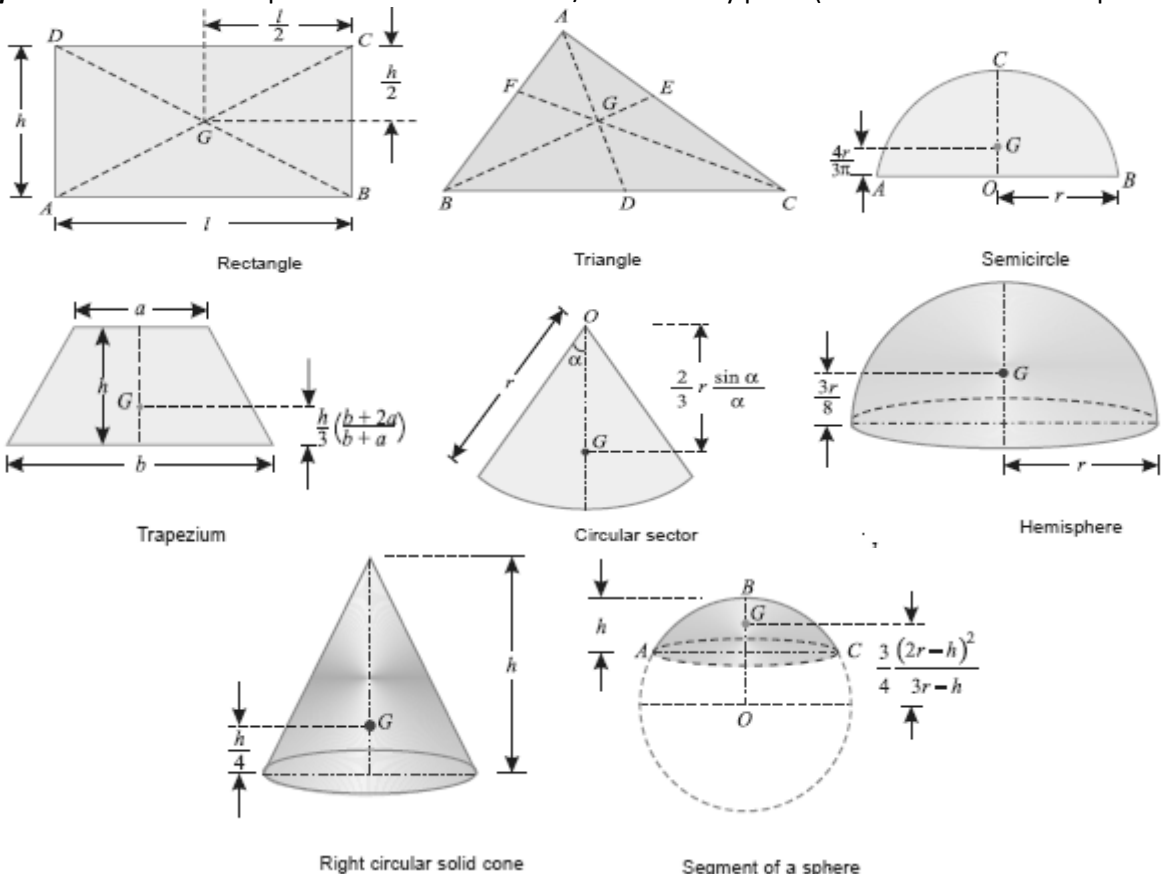 D
l/2
C
h/2
h
G
A
B
l
Rectangle
A
F
E
G
B
D
C
Triangle
C
4r/3π
G
A
O
r
B
Semicircle
a
h
G
h/3 (b + 2a / b + a)
b
Trapezium
O
α
r
2/3 r sin α/α
G
Circular sector
3r/8
G
r
Hemisphere
h
h/4
G
Right circular solid cone
B
h
G
A
C
3/4 (2r – h)²/3r – h
O
Segment of a sphere